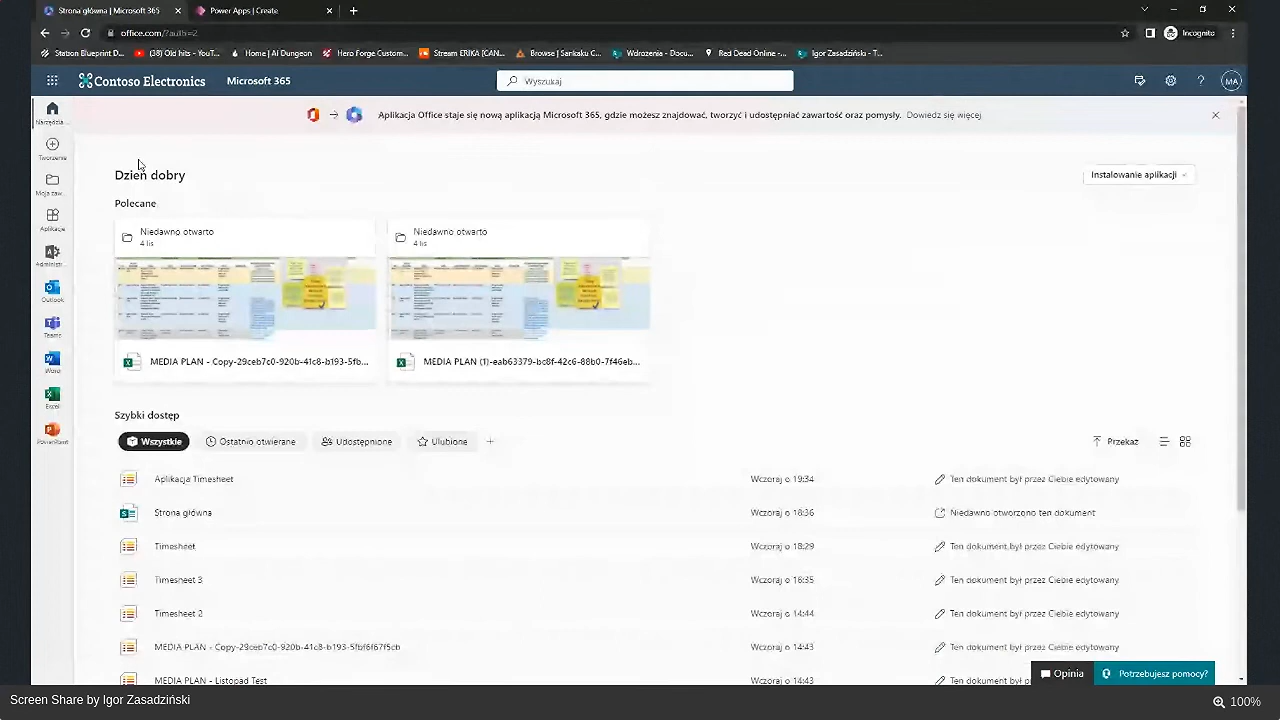 Strona główna | Microsoft 365
Power Apps | Create
office.com/?auth=2
Incognito
Station Blueprint D...
(38) Old hits - YouT...
Home | AI Dungeon
Hero Forge Custom...
Stream ERIKA [CAN...
Browse | Sarisaku C...
Wdrożenia - Docu...
Red Dead Online -...
Igor Zasadziński - T...
Contoso Electronics
Microsoft 365
Wyszukaj
MA
Aplikacja Office staje się nową aplikacją Microsoft 365, gdzie możesz znajdować, tworzyć i udostępniać zawartość oraz pomysły. Dowiedz się więcej
Narzędzia...
Tworzenie
Moja zaw...
Aplikacje
Administr...
Outlook
Teams
Word
Excel
PowerPoint
Dzień dobry
Instalowanie aplikacji
Polecane
Niedawno otwarto
4 lis
MEDIA PLAN - Copy-29ceb7c0-920b-41c8-b193-5fb...
Niedawno otwarto
4 lis
MEDIA PLAN (1)-eab63379-bc8f-42c6-88b0-7f46eb...
Szybki dostęp
Wszystkie
Ostatnio otwierane
Udostępnione
Ulubione
Przekaż
Aplikacja Timesheet
Wczoraj o 19:34
Ten dokument był przez Ciebie edytowany
Strona główna
Wczoraj o 18:36
Niedawno otworzono ten dokument
Timesheet
Wczoraj o 18:29
Ten dokument był przez Ciebie edytowany
Timesheet 3
Wczoraj o 16:35
Ten dokument był przez Ciebie edytowany
Timesheet 2
Wczoraj o 14:44
Ten dokument był przez Ciebie edytowany
MEDIA PLAN - Copy-29ceb7c0-920b-41c8-b193-5fbf6f67f5cb
Wczoraj o 14:43
Ten dokument był przez Ciebie edytowany
MEDIA PLAN - Listopad Test
Wczoraj o 14:43
Opinia
Potrzebujesz pomocy?
Screen Share by Igor Zasadziński
100%